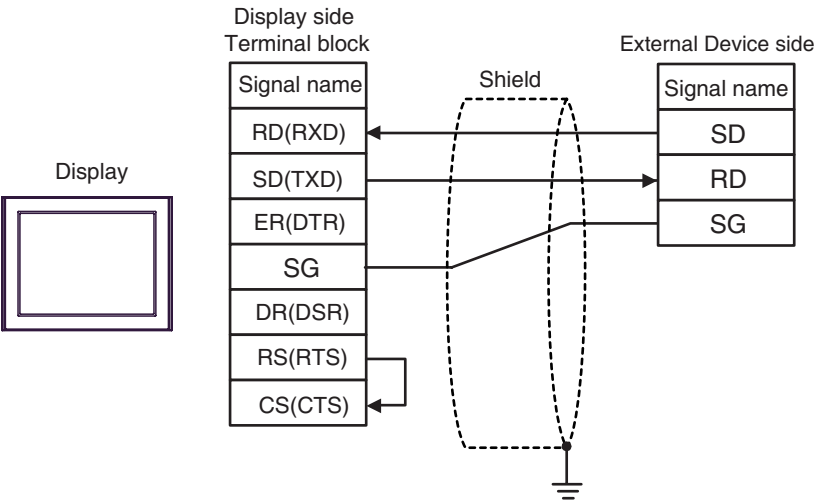 Display side
Terminal block
External Device side
Signal name
Shield
Signal name
RD(RXD)
SD
SD(TXD)
RD
Display
ER(DTR)
SG
SG
DR(DSR)
RS(RTS)
CS(CTS)